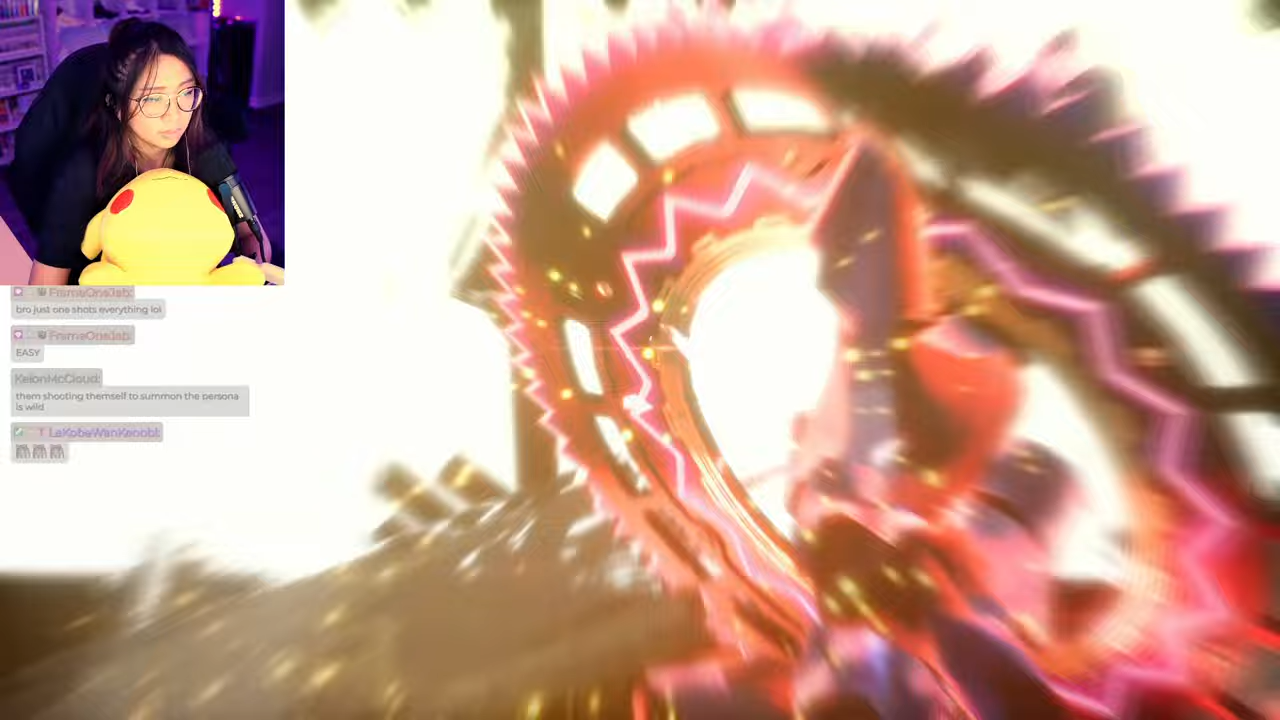 FrameOneJab:
bro just one shots everything lol
FrameOneJab:
EASY
KeionMcCloud:
them shooting themself to summon the persona
is wild
LaKobeWanKenobi: